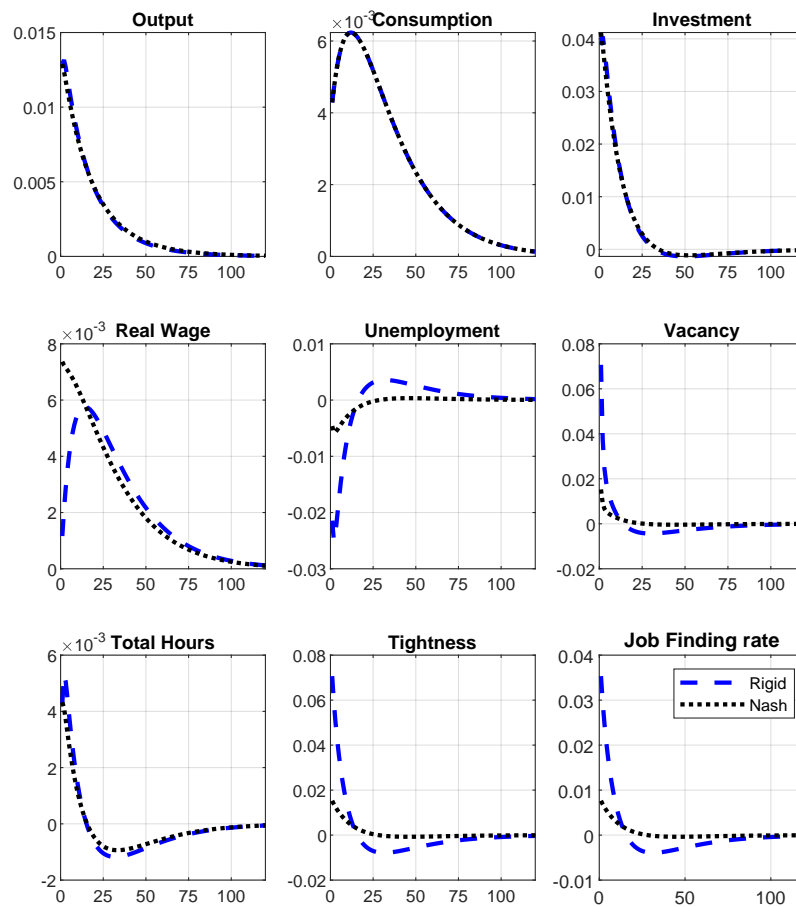 Output
0.015
0.01
0.005
0
0 25 50 75 100
Consumption
×10⁻³
6
4
2
0
0 25 50 75 100
Investment
0.04
0.03
0.02
0.01
0
0 25 50 75 100
Real Wage
×10⁻³
8
6
4
2
0
0 25 50 75 100
Unemployment
0.01
0
-0.01
-0.02
-0.03
0 25 50 75 100
Vacancy
0.08
0.06
0.04
0.02
0
-0.02
0 25 50 75 100
Total Hours
×10⁻³
6
4
2
0
-2
0 25 50 75 100
Tightness
0.08
0.06
0.04
0.02
0
-0.02
0 25 50 75 100
Job Finding rate
0.04
0.03
0.02
0.01
0
-0.01
0 25 50 75 100
Rigid
Nash